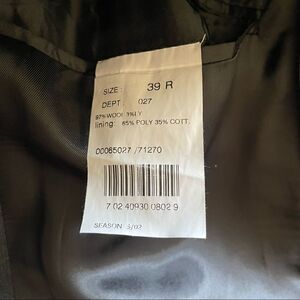 SIZE : 39 R
DEPT 027
97% WOOL 3%LY
lining: 65% POLY 35% COTT.
00065027 /71270
7 02 40930 0802 9
SEASON